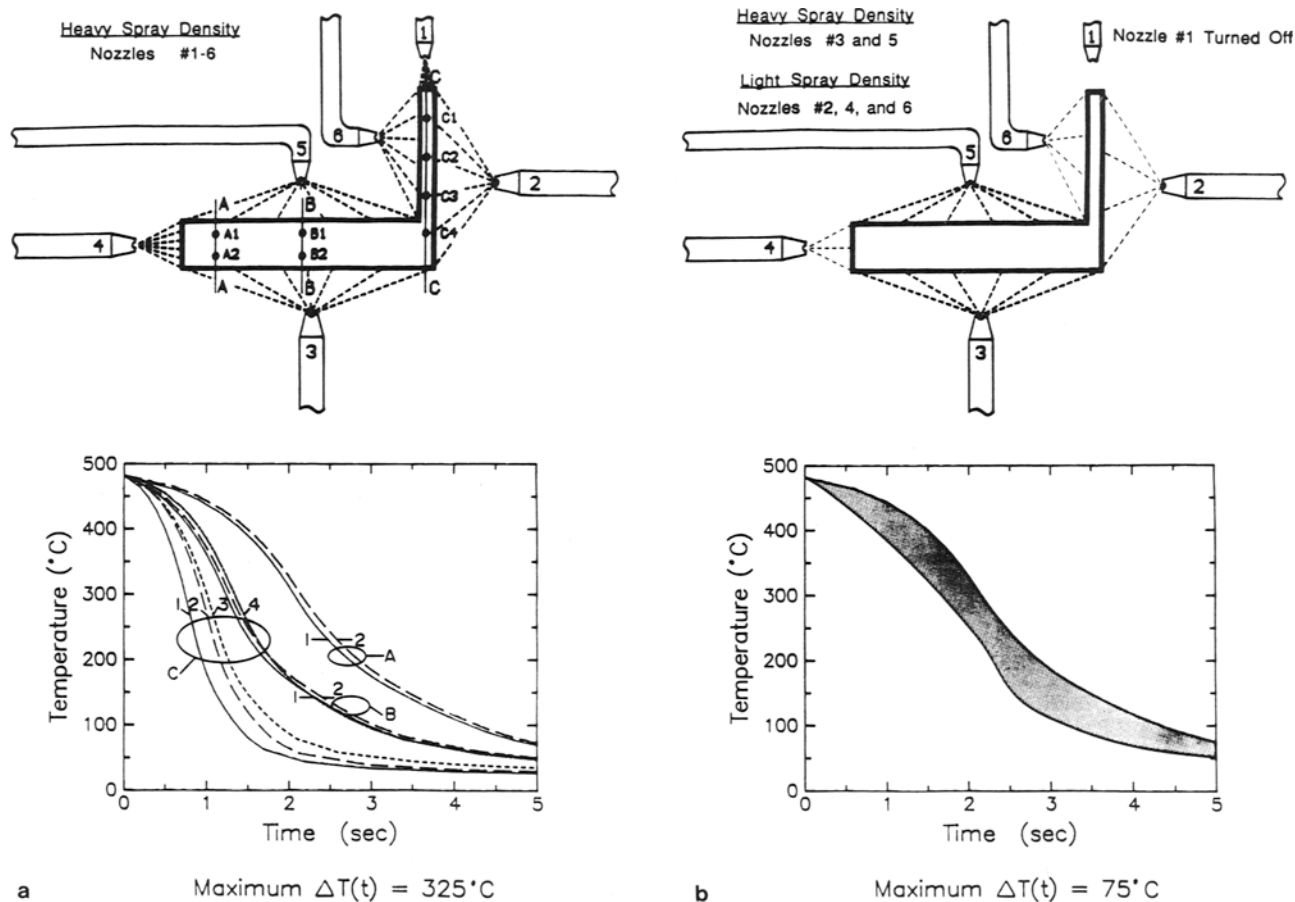 Heavy Spray Density
Nozzles #1-6
1
C
C1
6
C2
5
2
C3
A
B
A1
B1
C4
4
A2
B2
A
B
C
3
Heavy Spray Density
Nozzles #3 and 5
1
Nozzle #1 Turned Off
Light Spray Density
Nozzles #2, 4, and 6
6
5
2
4
3
500
400
300
200
100
0
Temperature (°C)
1 2 3 4
C
1 2
A
1 2
B
0 1 2 3 4 5
Time (sec)
500
400
300
200
100
0
Temperature (°C)
0 1 2 3 4 5
Time (sec)
a
Maximum ΔT(t) = 325°C
b
Maximum ΔT(t) = 75°C